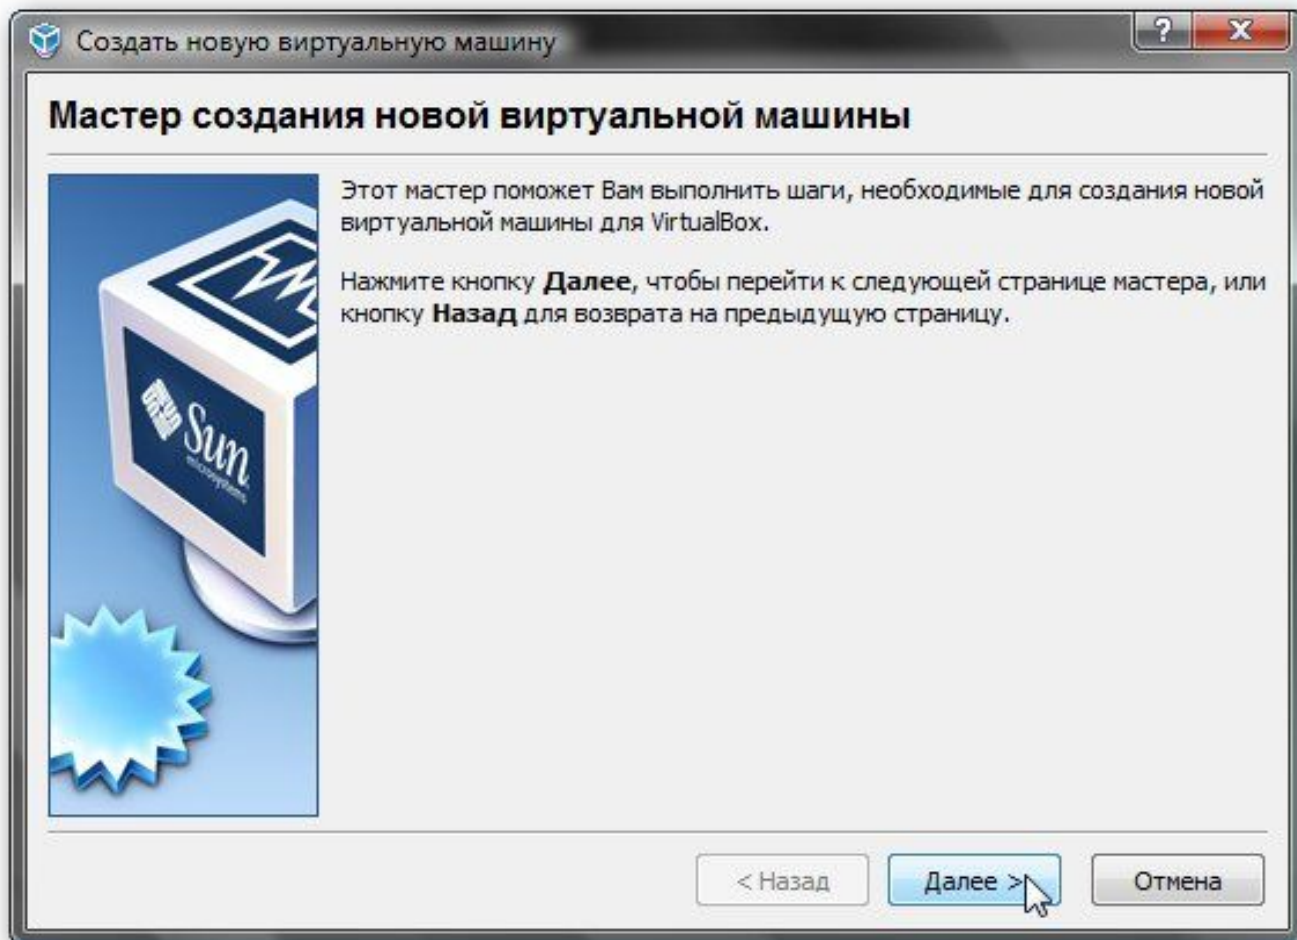 Создать новую виртуальную машину
?
X
Мастер создания новой виртуальной машины
Этот мастер поможет Вам выполнить шаги, необходимые для создания новой
виртуальной машины для VirtualBox.
Нажмите кнопку Далее, чтобы перейти к следующей странице мастера, или
кнопку Назад для возврата на предыдущую страницу.
Sun
microsystems
< Назад
Далее >
Отмена